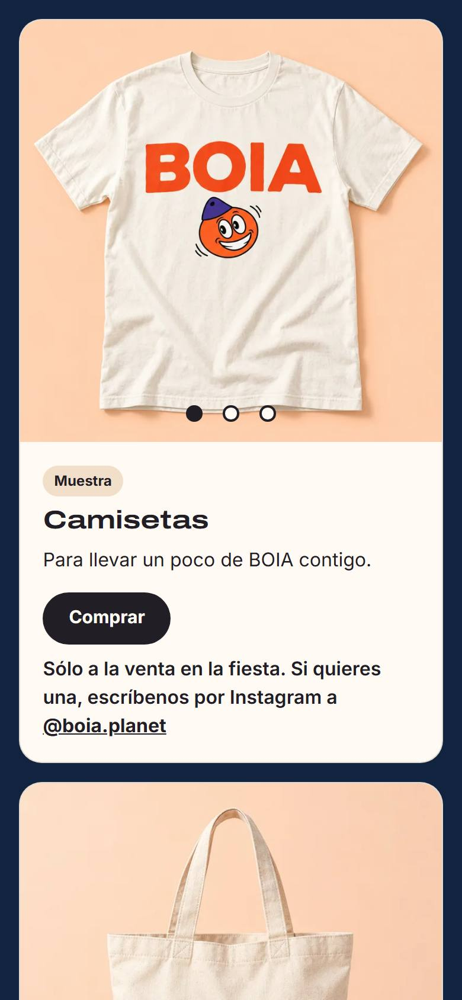 BOIA
Muestra
Camisetas
Para llevar un poco de BOIA contigo.
Comprar
Sólo a la venta en la fiesta. Si quieres
una, escríbenos por Instagram a
@boia.planet